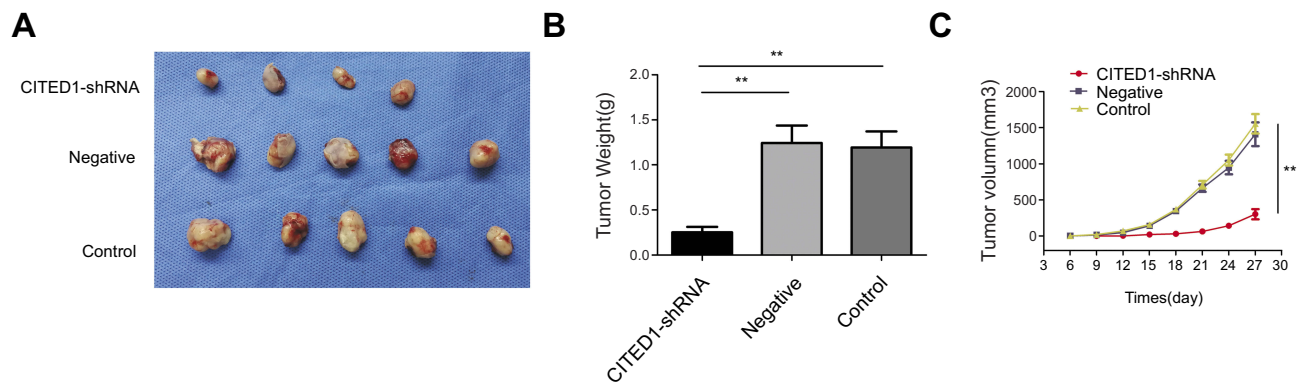 A
CITED1-shRNA
Negative
Control
B
Tumor Weight(g)
2.0
1.5
1.0
0.5
0.0
**
**
CITED1-shRNA
Negative
Control
C
CITED1-shRNA
Negative
Control
Tumor volumn(mm3)
2000
1500
1000
500
0
**
3 6 9 12 15 18 21 24 27 30
Times(day)